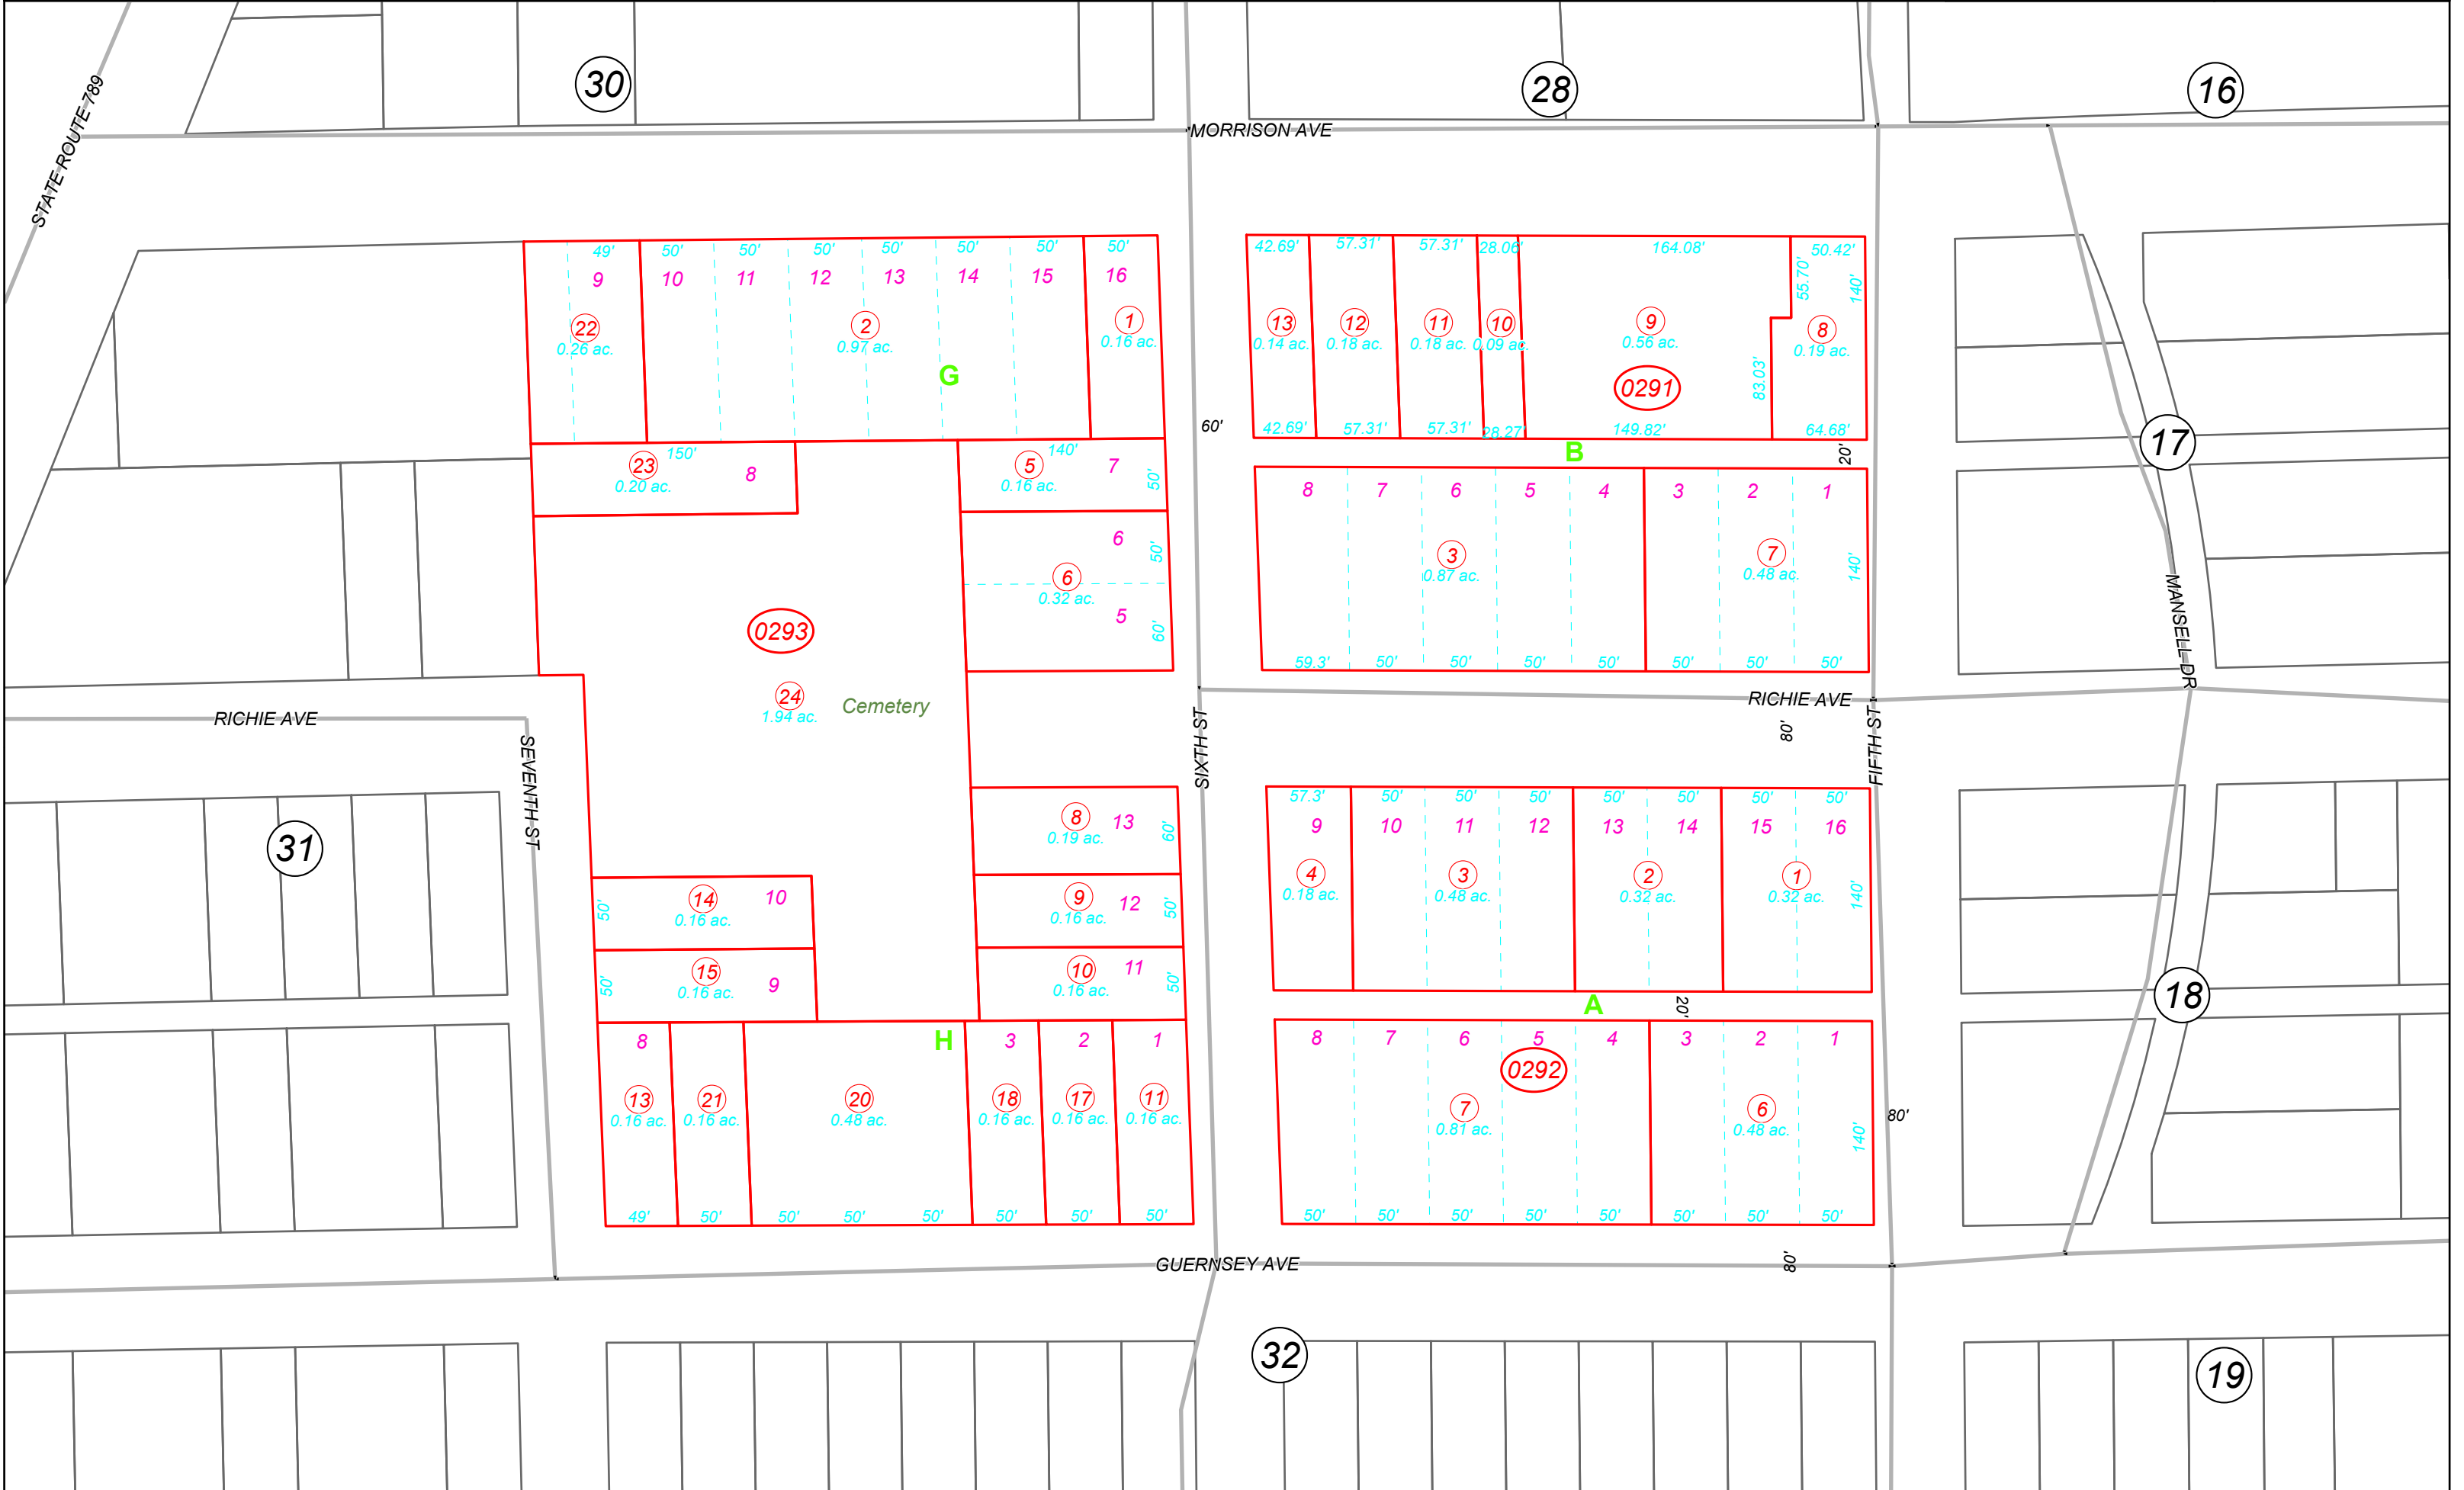 30
28
16
STATE ROUTE 789
MORRISON AVE
49' 50' 50' 50' 50' 50' 50' 50'
9 10 11 12 13 14 15 16
22
0.26 ac.
2
0.97 ac.
1
0.16 ac.
G
42.69' 57.31' 57.31' 28.06' 164.08' 50.42'
55.70'
140'
13
0.14 ac.
12
0.18 ac.
11
0.18 ac.
10
0.09 ac.
9
0.56 ac.
8
0.19 ac.
0291
83.03'
42.69' 57.31' 57.31' 28.27' 149.82' 64.68'
60'
B
20'
17
150'
23
0.20 ac.
8
140'
5
0.16 ac.
7
50'
6
50'
6
0.32 ac.
5
60'
8 7 6 5 4 3 2 1
3
0.87 ac.
7
0.48 ac.
140'
59.3' 50' 50' 50' 50' 50' 50' 50'
MANSELL DR
0293
24
1.94 ac.
Cemetery
RICHIE AVE
RICHIE AVE
80'
SEVENTH ST
SIXTH ST
FIFTH ST
31
8
0.19 ac.
13
60'
9
0.16 ac.
12
50'
10
0.16 ac.
11
50'
14
0.16 ac.
10
50'
15
0.16 ac.
9
50'
57.3' 50' 50' 50' 50' 50' 50' 50'
9 10 11 12 13 14 15 16
4
0.18 ac.
3
0.48 ac.
2
0.32 ac.
1
0.32 ac.
140'
A
20'
18
H
8 3 2 1
13
0.16 ac.
21
0.16 ac.
20
0.48 ac.
18
0.16 ac.
17
0.16 ac.
11
0.16 ac.
49' 50' 50' 50' 50' 50' 50' 50'
8 7 6 5 4 3 2 1
0292
7
0.81 ac.
6
0.48 ac.
140'
80'
50' 50' 50' 50' 50' 50' 50' 50'
GUERNSEY AVE
80'
32
19